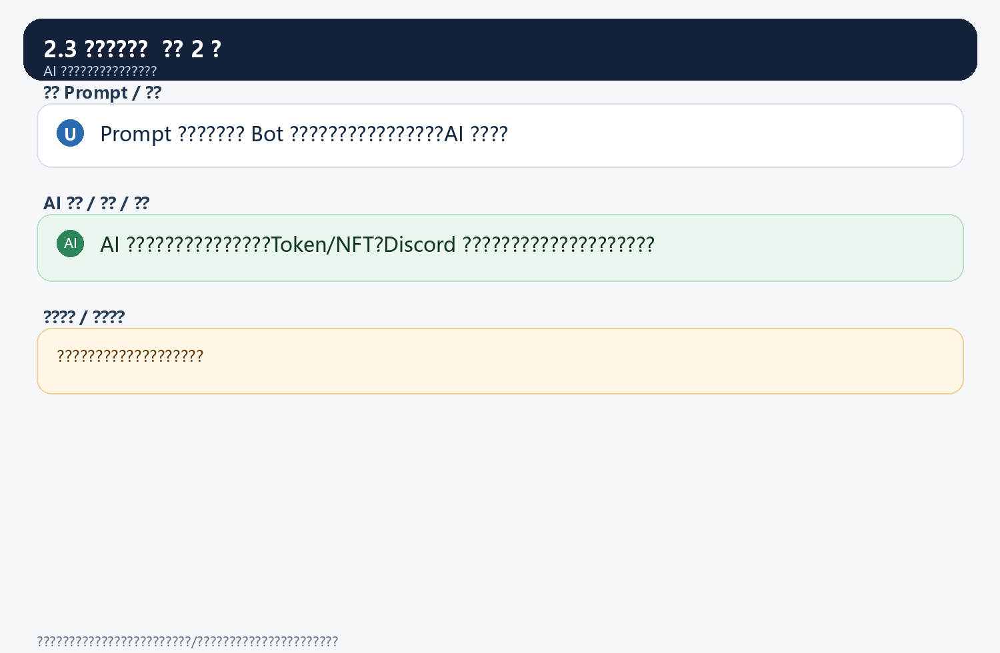 2.3 ??????  ?? 2 ?
AI ???????????????
?? Prompt / ??
U
Prompt ??????? Bot ????????????????AI ????
AI ?? / ?? / ??
AI
AI ???????????????Token/NFT?Discord ????????????????????
???? / ????
???????????????????
????????????????????????/??????????????????????